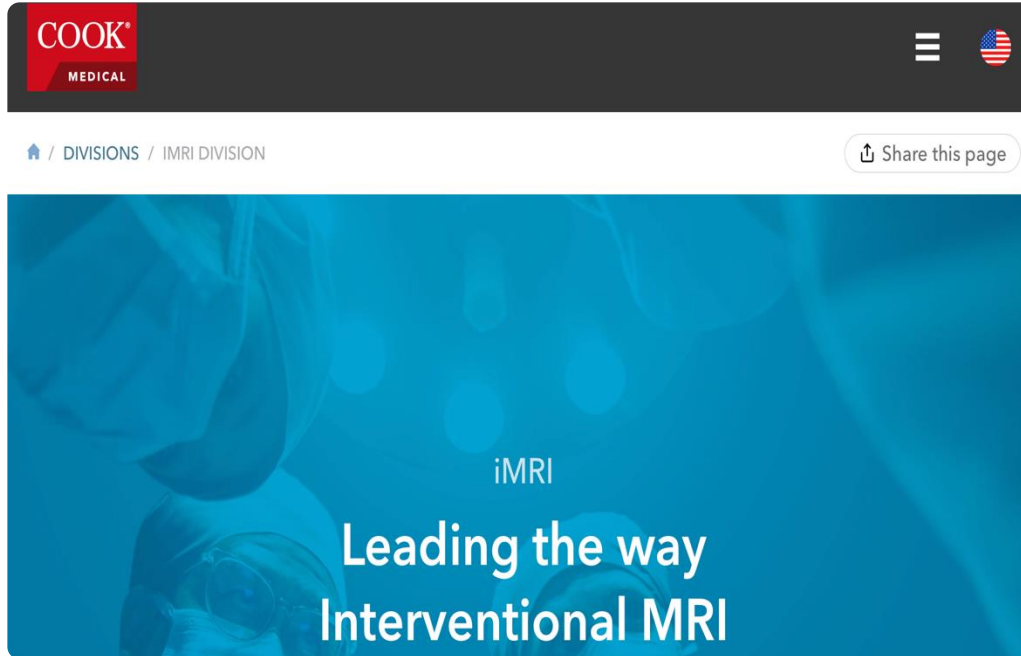 COOK®
MEDICAL
/ DIVISIONS / IMRI DIVISION
Share this page
iMRI
Leading the way
Interventional MRI